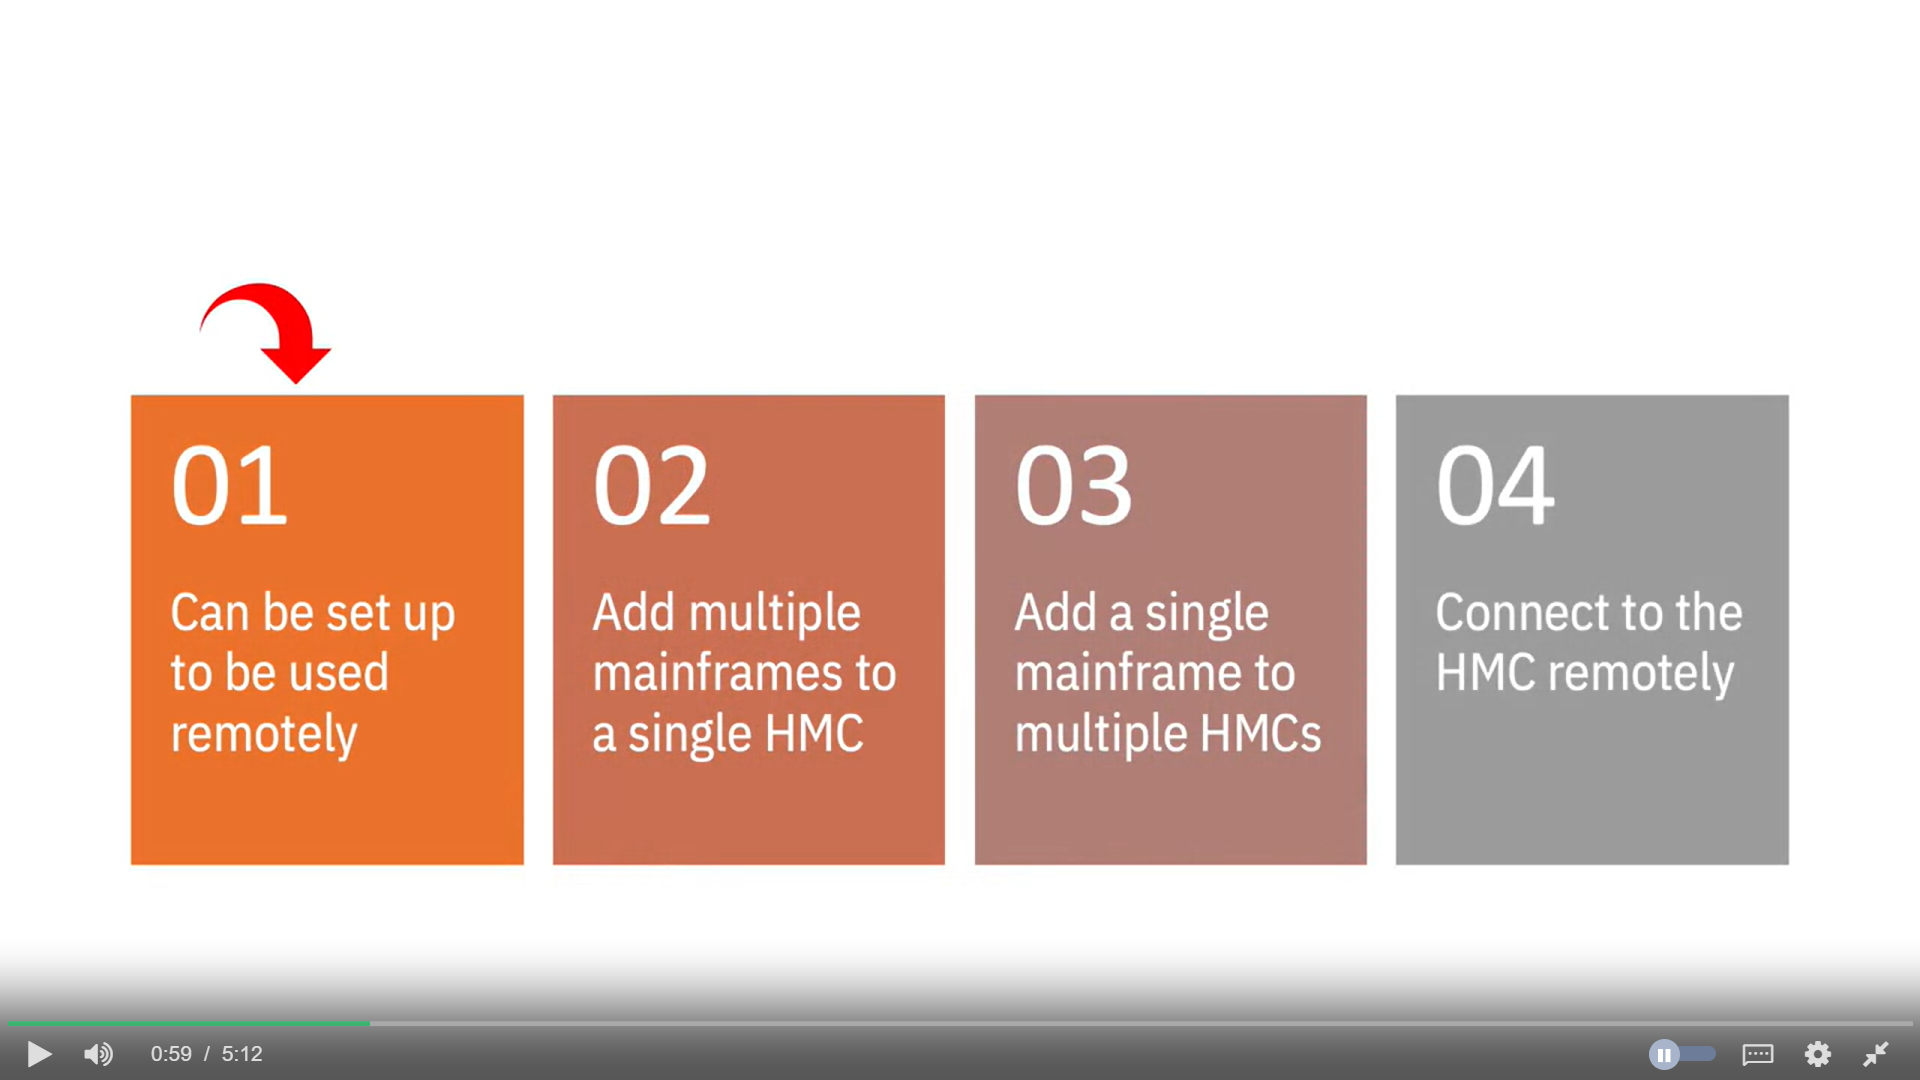 01
Can be set up
to be used
remotely
02
Add multiple
mainframes to
a single HMC
03
Add a single
mainframe to
multiple HMCs
04
Connect to the
HMC remotely
0:59 / 5:12